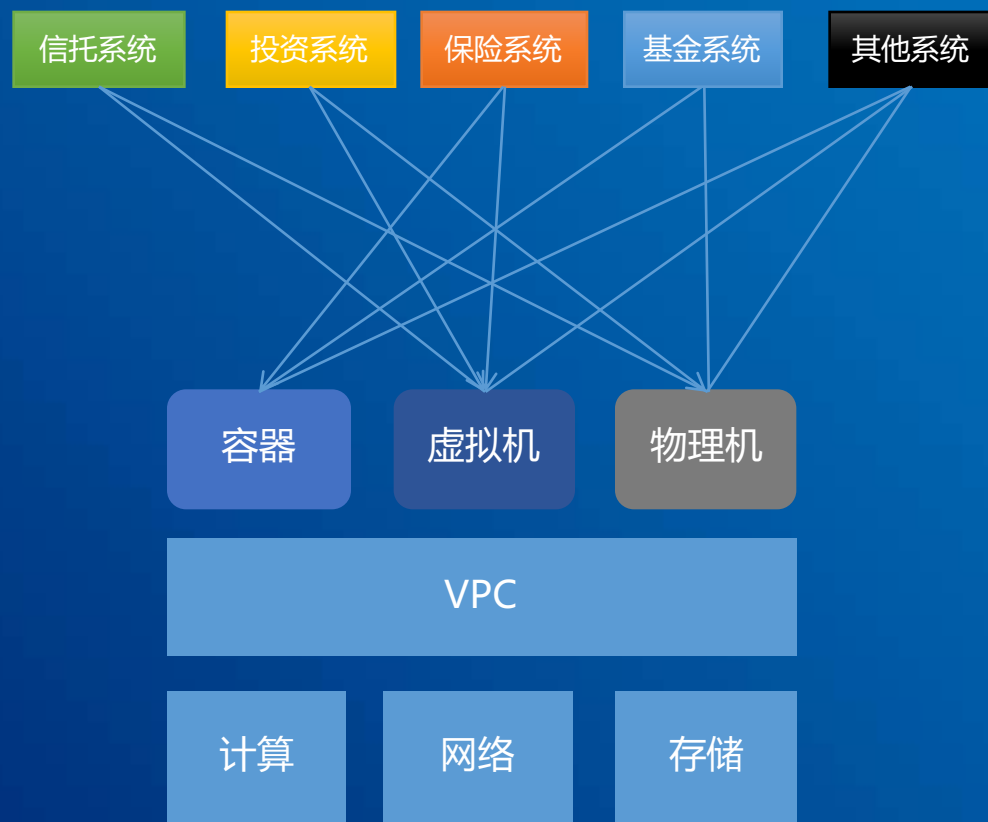 信托系统
投资系统
保险系统
基金系统
其他系统
容器
虚拟机
物理机
VPC
计算
网络
存储